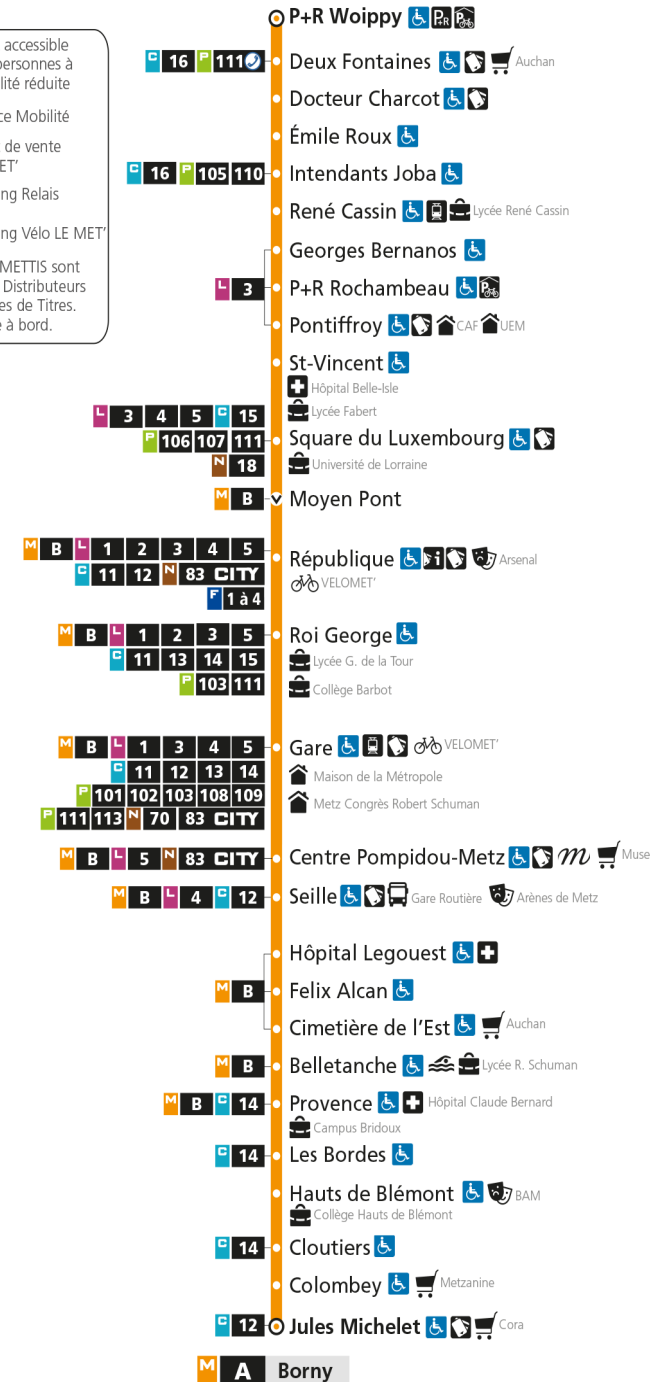 P+R Woippy
accessible
personnes à
lité réduite
ce Mobilité
de vente
ET'
ng Relais
ng Vélo LE MET'
METTIS sont
Distributeurs
es de Titres.
à bord.
C 16 P 111 Deux Fontaines Auchan
Docteur Charcot
Émile Roux
C 16 P 105 110 Intendants Joba
René Cassin Lycée René Cassin
Georges Bernanos
L 3 P+R Rochambeau
Pontiffroy CAF UEM
St-Vincent
Hôpital Belle-Isle
L 3 4 5 C 15 Lycée Fabert
P 106 107 111 Square du Luxembourg
N 18 Université de Lorraine
M B Moyen Pont
M B L 1 2 3 4 5
République Arsenal
C 11 12 N 83 CITY VELOMET'
F 1 à 4
M B L 1 2 3 5 Roi George
C 11 13 14 15 Lycée G. de la Tour
P 103 111 Collège Barbot
M B L 1 3 4 5 Gare VELOMET'
C 11 12 13 14 Maison de la Métropole
P 101 102 103 108 109 Metz Congrès Robert Schuman
P 111 113 N 70 83 CITY
M B L 5 N 83 CITY Centre Pompidou-Metz m Muse
M B L 4 C 12 Seille Gare Routière Arènes de Metz
Hôpital Legouest
M B Felix Alcan
Cimetière de l'Est Auchan
M B Belletanche Lycée R. Schuman
M B C 14 Provence Hôpital Claude Bernard
Campus Bridoux
C 14 Les Bordes
Hauts de Blémont BAM
Collège Hauts de Blémont
C 14 Cloutiers
Colombey Metzanine
C 12 Jules Michelet Cora
M A Borny